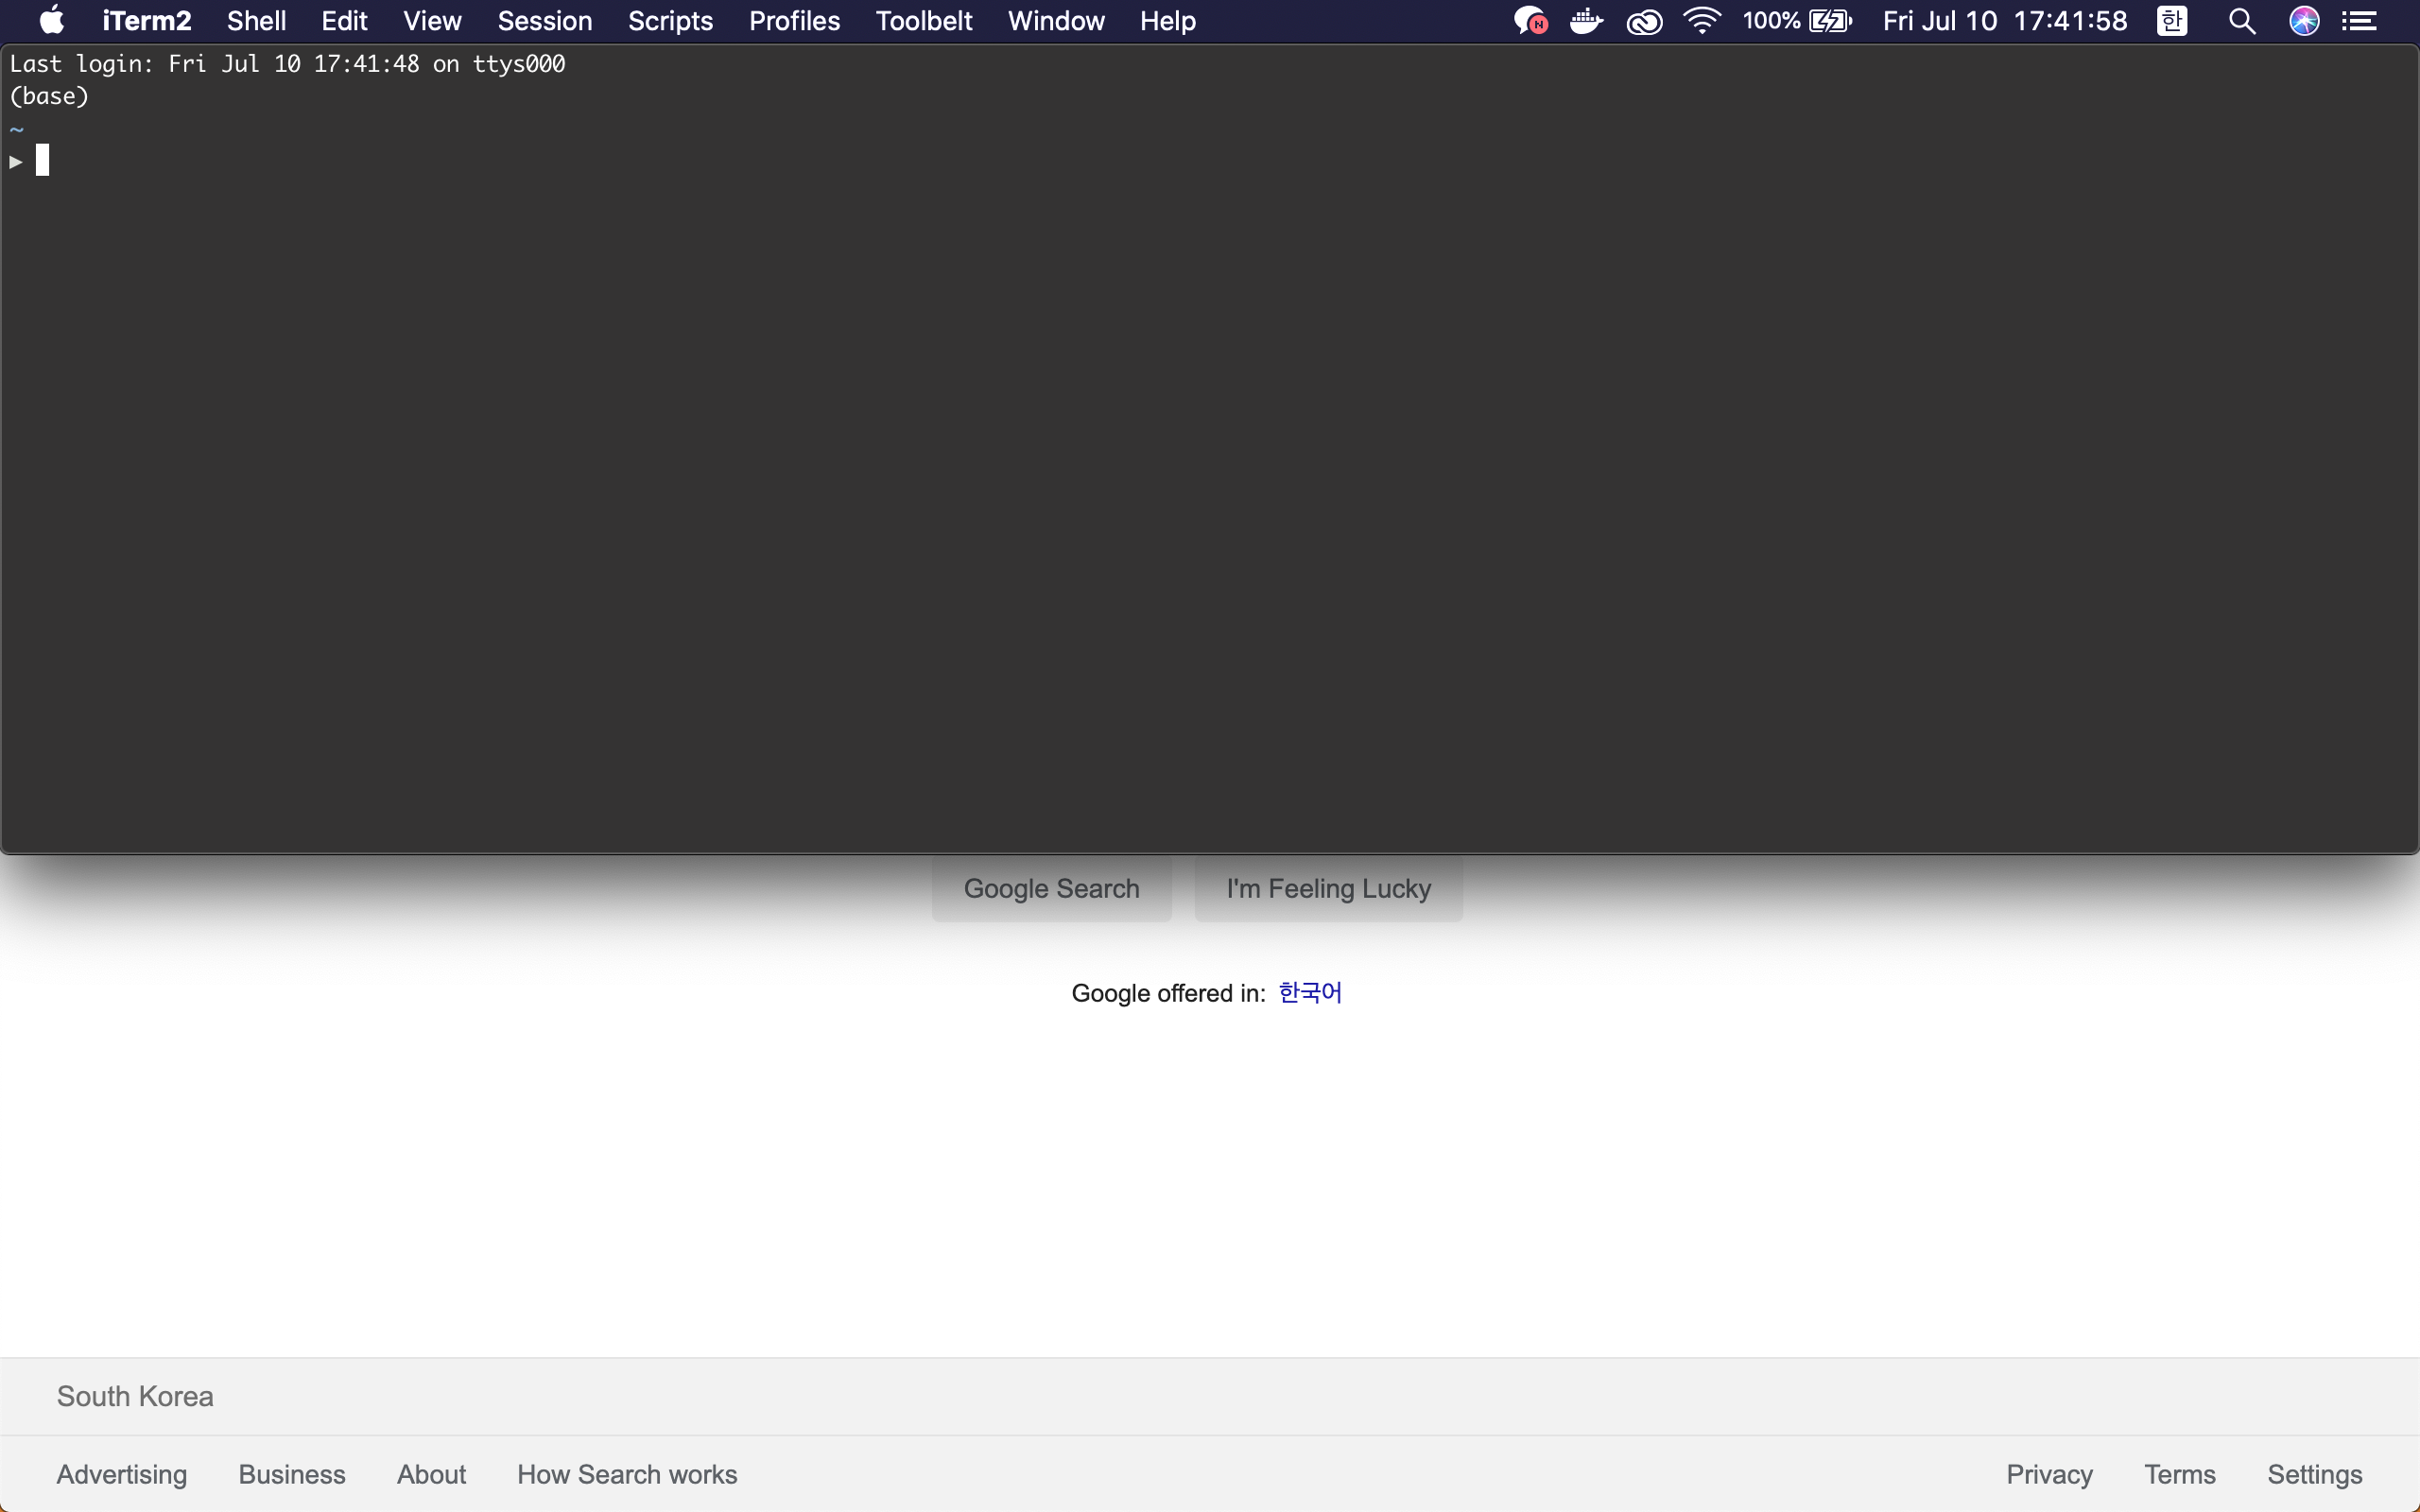 iTerm2 Shell Edit View Session Scripts Profiles Toolbelt Window Help N 100% Fri Jul 10 17:41:58 한
Last login: Fri Jul 10 17:41:48 on ttys000
(base)
~
▶
Google Search I'm Feeling Lucky
Google offered in: 한국어
South Korea
Advertising Business About How Search works Privacy Terms Settings